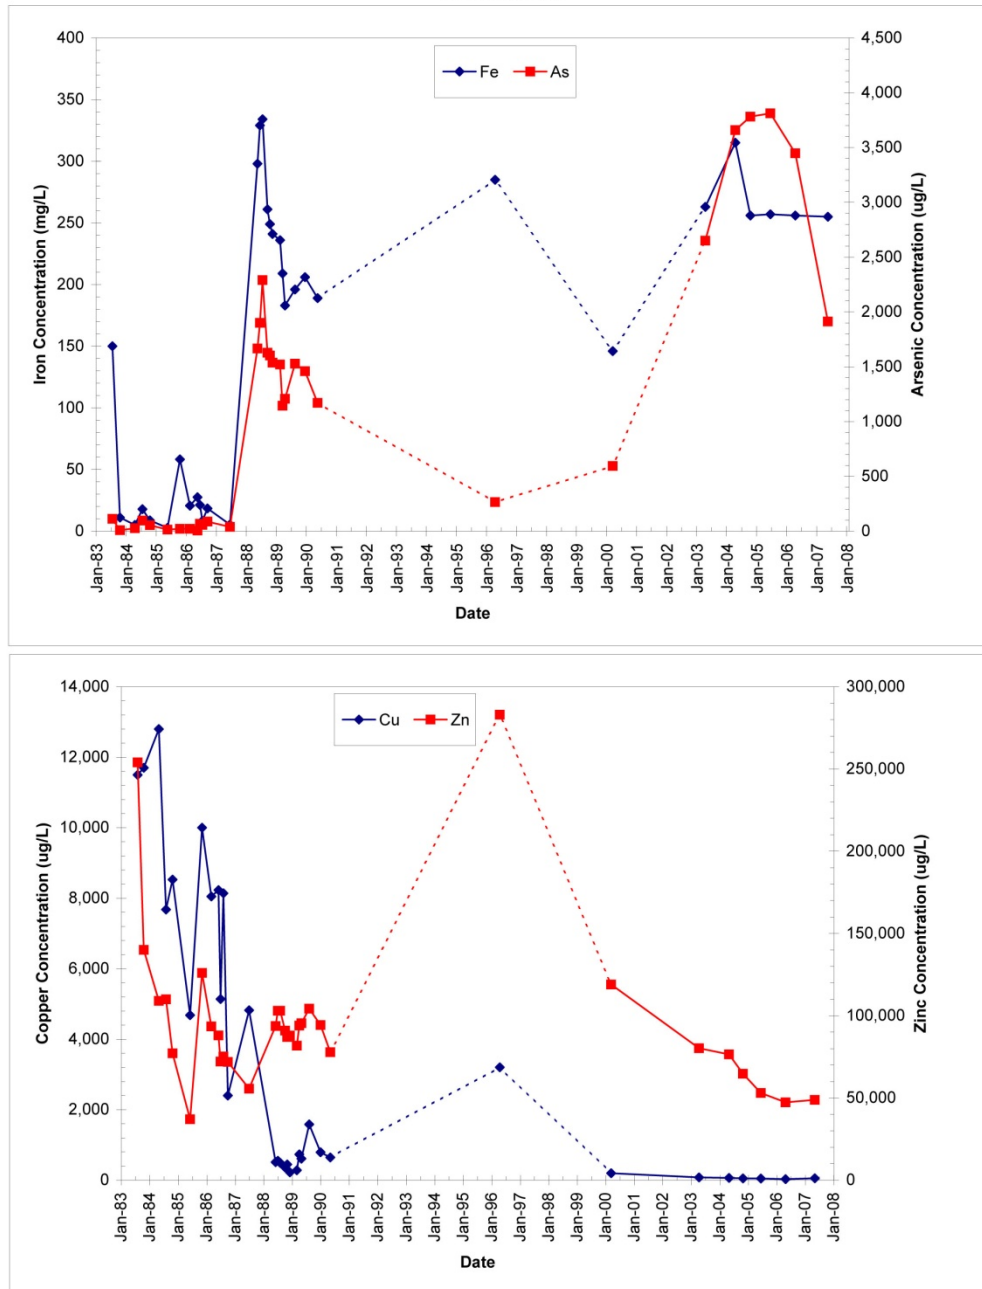 400
350
300
250
200
150
100
50
0
Iron Concentration (mg/L)
Fe
As
4,500
4,000
3,500
3,000
2,500
2,000
1,500
1,000
500
0
Arsenic Concentration (ug/L)
Jan-83
Jan-84
Jan-85
Jan-86
Jan-87
Jan-88
Jan-89
Jan-90
Jan-91
Jan-92
Jan-93
Jan-94
Jan-95
Jan-96
Jan-97
Jan-98
Jan-99
Jan-00
Jan-01
Jan-02
Jan-03
Jan-04
Jan-05
Jan-06
Jan-07
Jan-08
Date
14,000
12,000
10,000
8,000
6,000
4,000
2,000
0
Copper Concentration (ug/L)
Cu
Zn
300,000
250,000
200,000
150,000
100,000
50,000
0
Zinc Concentration (ug/L)
Jan-83
Jan-84
Jan-85
Jan-86
Jan-87
Jan-88
Jan-89
Jan-90
Jan-91
Jan-92
Jan-93
Jan-94
Jan-95
Jan-96
Jan-97
Jan-98
Jan-99
Jan-00
Jan-01
Jan-02
Jan-03
Jan-04
Jan-05
Jan-06
Jan-07
Jan-08
Date